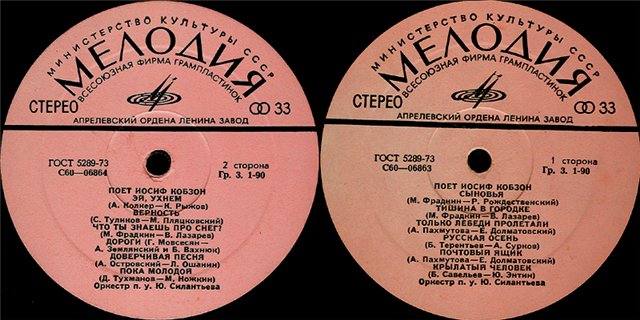 МИНИСТЕРСТВО КУЛЬТУРЫ СССР
МЕЛОДИЯ
ВСЕСОЮЗНАЯ ФИРМА ГРАМПЛАСТИНОК
СТЕРЕО
33
АПРЕЛЕВСКИЙ ОРДЕНА ЛЕНИНА ЗАВОД
ГОСТ 5289-73
С60—06864
2 сторона
Гр. 3. 1-90
ПОЕТ ИОСИФ КОБЗОН
ЭЙ, УХНЕМ
(А. Колкер—К. Рыжов)
ВЕРНОСТЬ
(С. Туликов—М. Пляцковский)
ЧТО ТЫ ЗНАЕШЬ ПРО СНЕГ?
(М. Фрадкин—В. Лазарев)
ДОРОГИ (Г. Мовсесян—
А. Землянский и Б. Вахнюк)
ДОВЕРЧИВАЯ ПЕСНЯ
(А. Островский—Л. Ошанин)
ПОКА МОЛОДОЙ
(Д. Тухманов—М. Ножкин)
Оркестр п. у. Ю. Силантьева
МИНИСТЕРСТВО КУЛЬТУРЫ СССР
МЕЛОДИЯ
ВСЕСОЮЗНАЯ ФИРМА ГРАМПЛАСТИНОК
СТЕРЕО
33
АПРЕЛЕВСКИЙ ОРДЕНА ЛЕНИНА ЗАВОД
ГОСТ 5289-73
С60—06863
1 сторона
Гр. 3. 1-90
ПОЕТ ИОСИФ КОБЗОН
СЫНОВЬЯ
(М. Фрадкин—Р. Рождественский)
ТИШИНА В ГОРОДКЕ
(М. Фрадкин—В. Лазарев)
ТОЛЬКО ЛЕБЕДИ ПРОЛЕТАЛИ
(А. Пахмутова—Е. Долматовский)
РУССКАЯ ОСЕНЬ
(Б. Терентьев—А. Сурков)
ПОЧТОВЫЙ ЯЩИК
(А. Пахмутова—Е. Долматовский)
КРЫЛАТЫЙ ЧЕЛОВЕК
(Б. Савельев—Ю. Энтин)
Оркестр п. у. Ю. Силантьева